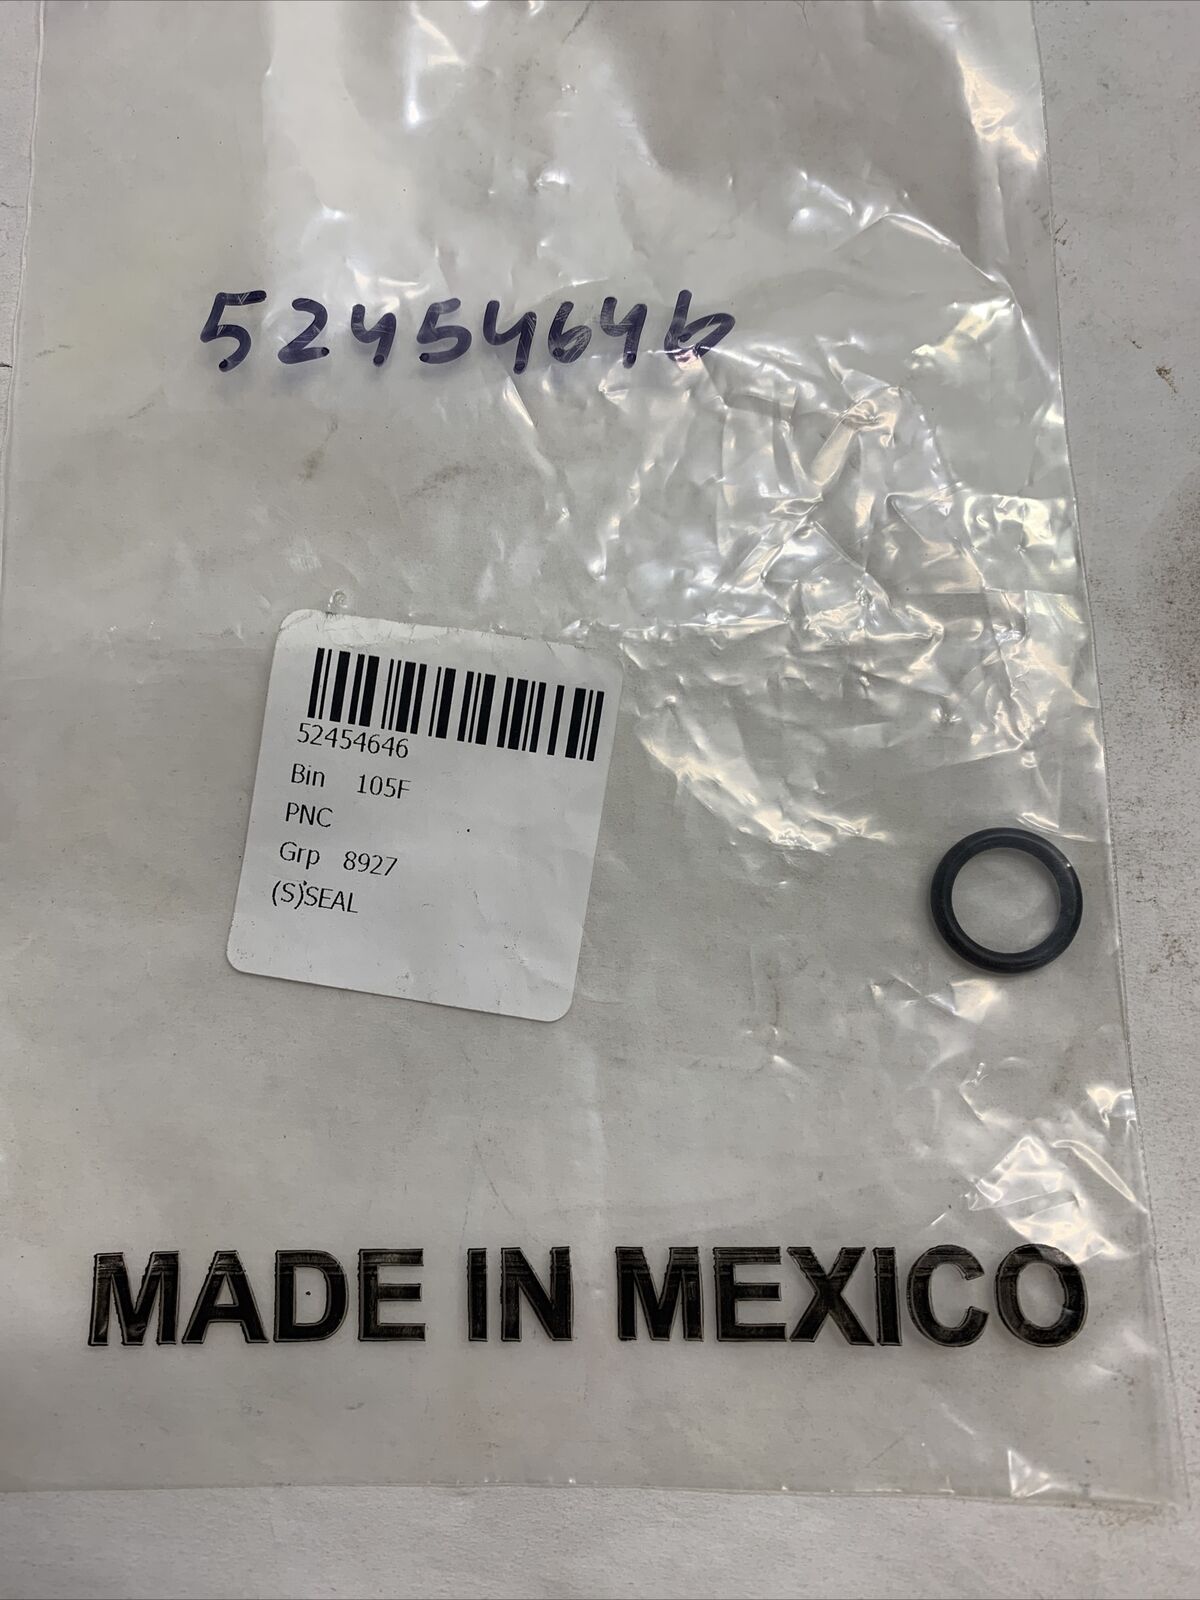 52454646
52454646
Bin 105F
PNC
Grp 8927
(S)SEAL
MADE IN MEXICO